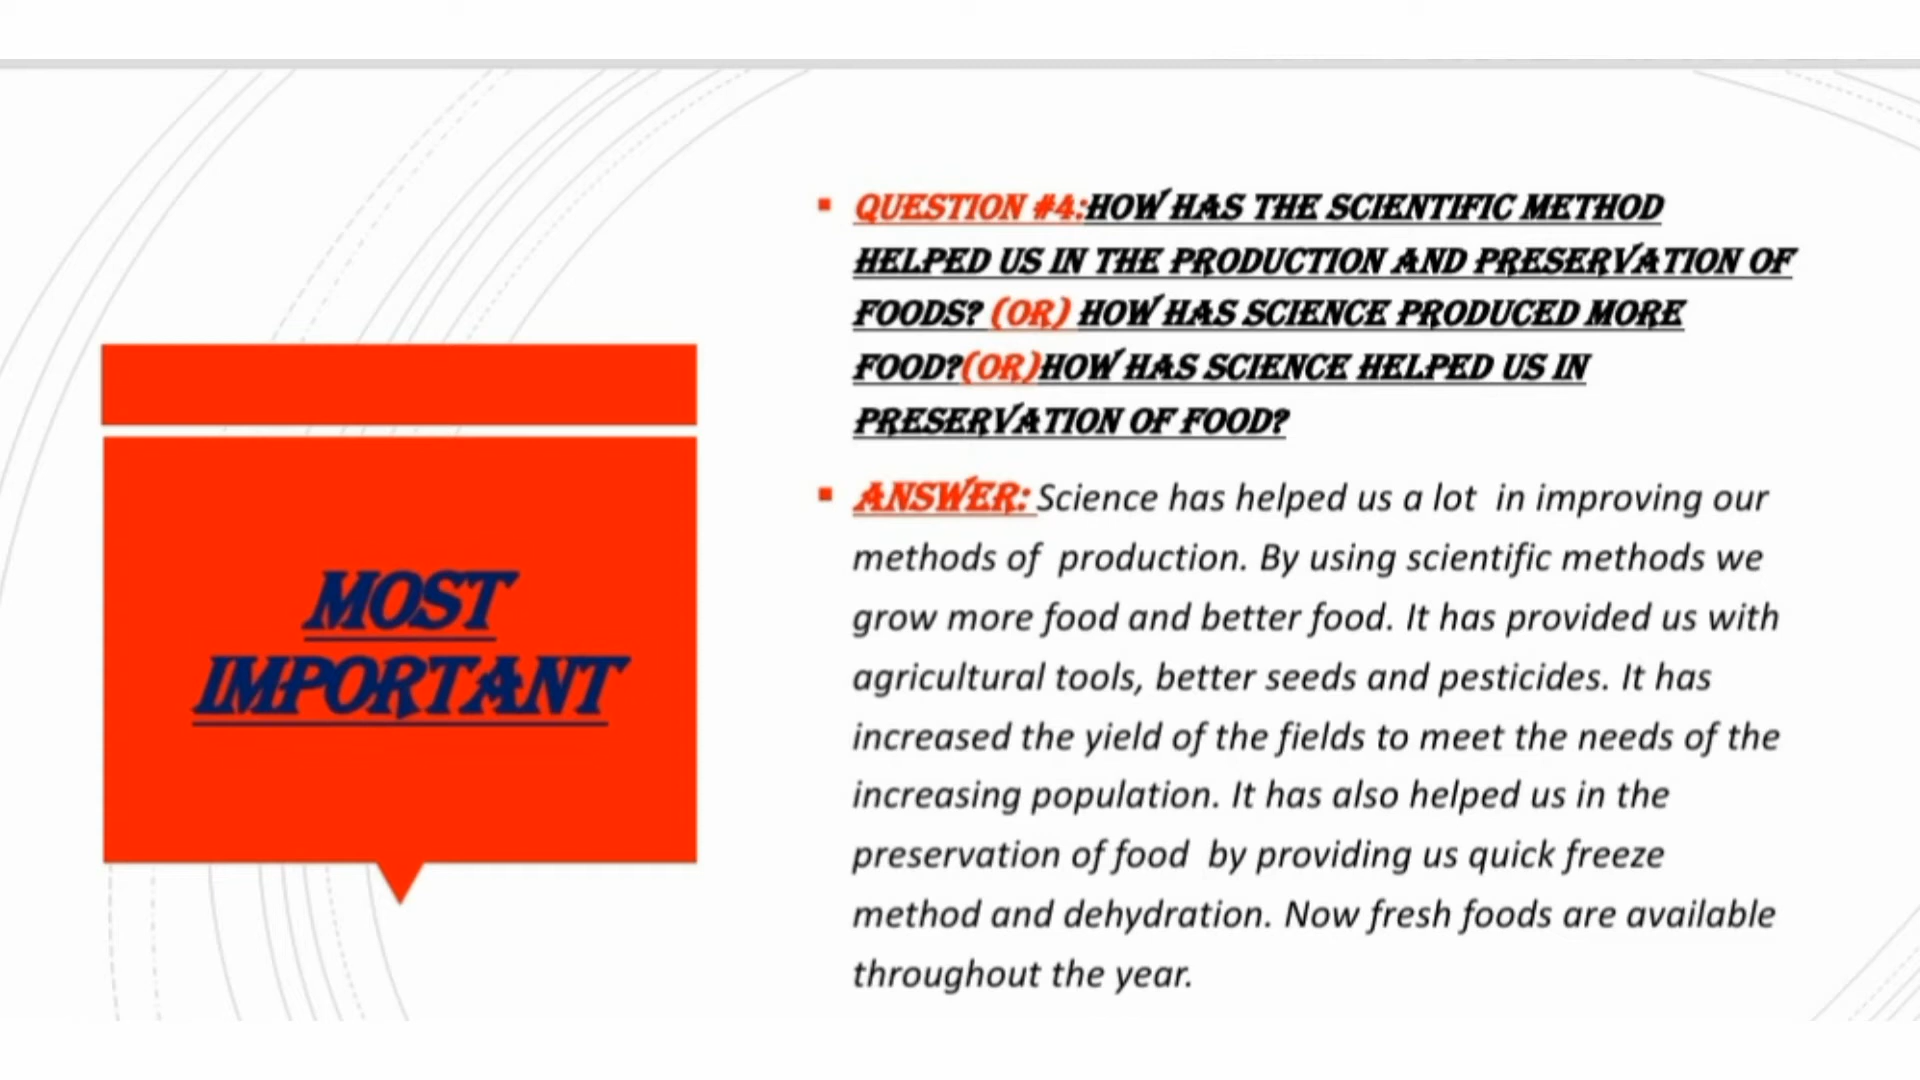 MOST
IMPORTANT
QUESTION #4:HOW HAS THE SCIENTIFIC METHOD
HELPED US IN THE PRODUCTION AND PRESERVATION OF
FOODS? (OR) HOW HAS SCIENCE PRODUCED MORE
FOOD?(OR)HOW HAS SCIENCE HELPED US IN
PRESERVATION OF FOOD?
ANSWER: Science has helped us a lot in improving our
methods of production. By using scientific methods we
grow more food and better food. It has provided us with
agricultural tools, better seeds and pesticides. It has
increased the yield of the fields to meet the needs of the
increasing population. It has also helped us in the
preservation of food by providing us quick freeze
method and dehydration. Now fresh foods are available
throughout the year.